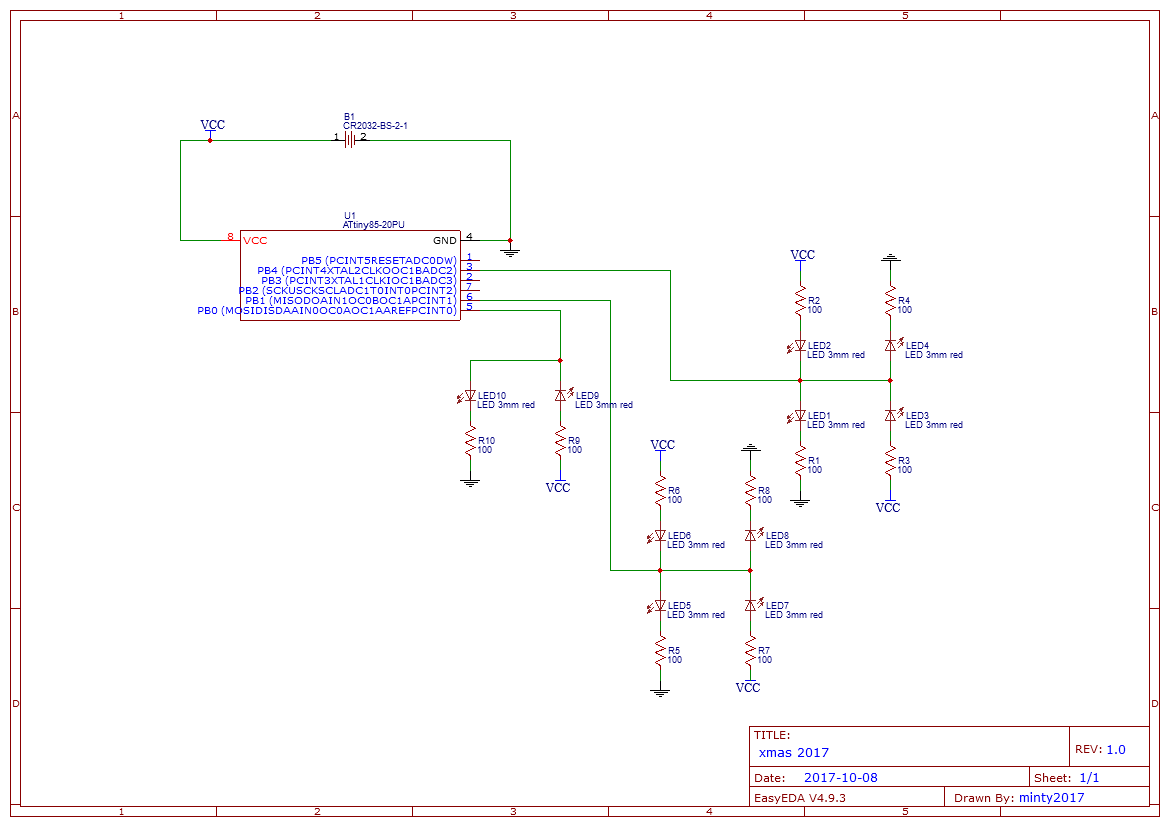 1 2 3 4 5
A A
B1
CR2032-BS-2-1
VCC
1 2
U1
ATtiny85-20PU
8 VCC
GND 4
PB5 (PCINT5RESETADC0DW) 1
PB4 (PCINT4XTAL2CLKOOC1BADC2) 3
PB3 (PCINT3XTAL1CLKIOC1BADC3) 2
PB2 (SCKUSCKSCLADC1T0INT0PCINT2) 7
PB1 (MISODOAIN1OC0BOC1APCINT1) 6
PB0 (MOSIDISDAAIN0OC0AOC1AAREFPCINT0) 5
VCC
R2
100
R4
100
B B
LED2
LED 3mm red
LED4
LED 3mm red
LED10
LED 3mm red
LED9
LED 3mm red
LED1
LED 3mm red
LED3
LED 3mm red
R10
100
R9
100
VCC
VCC
R1
100
R3
100
VCC
R6
100
R8
100
C C
LED6
LED 3mm red
LED8
LED 3mm red
LED5
LED 3mm red
LED7
LED 3mm red
R5
100
R7
100
VCC
D D
TITLE:
xmas 2017
REV: 1.0
Date: 2017-10-08
Sheet: 1/1
EasyEDA V4.9.3
Drawn By: minty2017
1 2 3 4 5